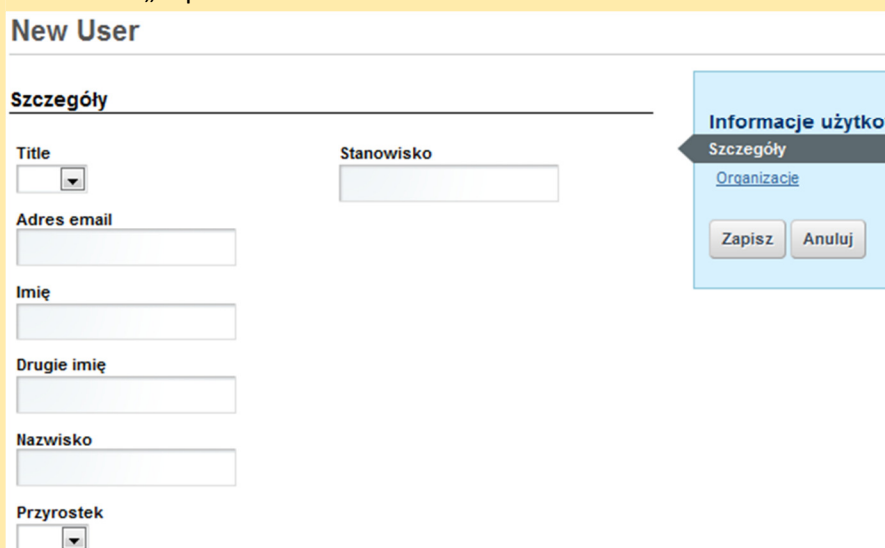 New User
Szczegóły
Title
Stanowisko
Adres email
Imię
Drugie imię
Nazwisko
Przyrostek
Informacje użytko
Szczegóły
Organizacje
Zapisz Anuluj